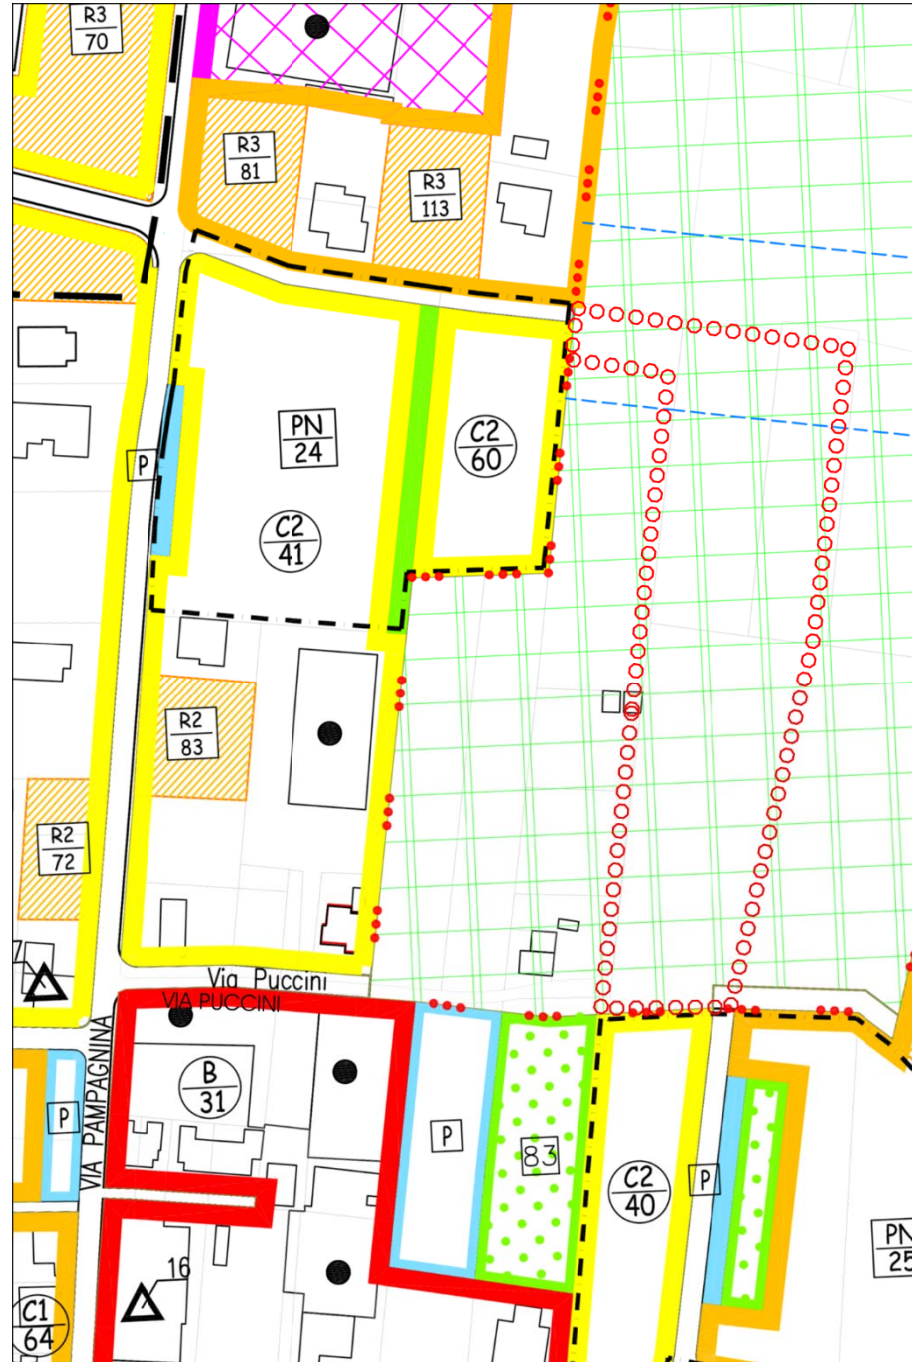 R3
70
R3
81
R3
113
PN
24
C2
60
P
C2
41
R2
83
R2
72
7
Via Puccini
VIA PUCCINI
VIA PAMPAGNINA
B
31
P
P
83
P
C2
40
PN
25
16
C1
64